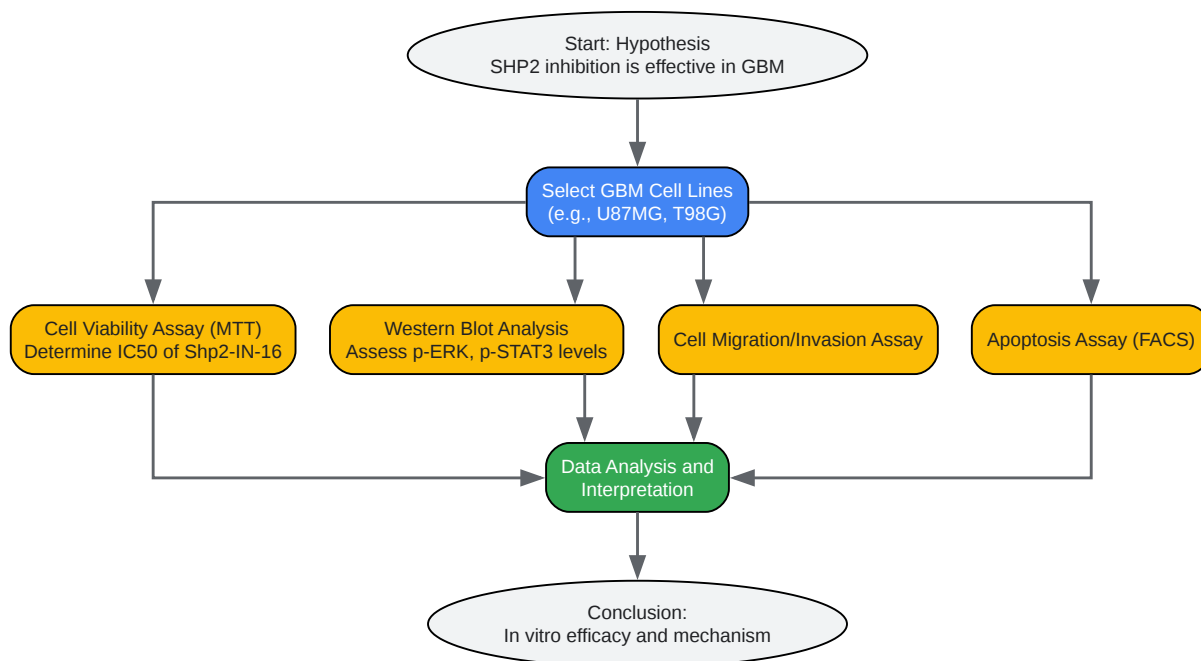 Start: Hypothesis
SHP2 inhibition is effective in GBM
Select GBM Cell Lines
(e.g., U87MG, T98G)
Cell Viability Assay (MTT)
Determine IC50 of Shp2-IN-16
Western Blot Analysis
Assess p-ERK, p-STAT3 levels
Cell Migration/Invasion Assay
Apoptosis Assay (FACS)
Data Analysis and
Interpretation
Conclusion:
In vitro efficacy and mechanism